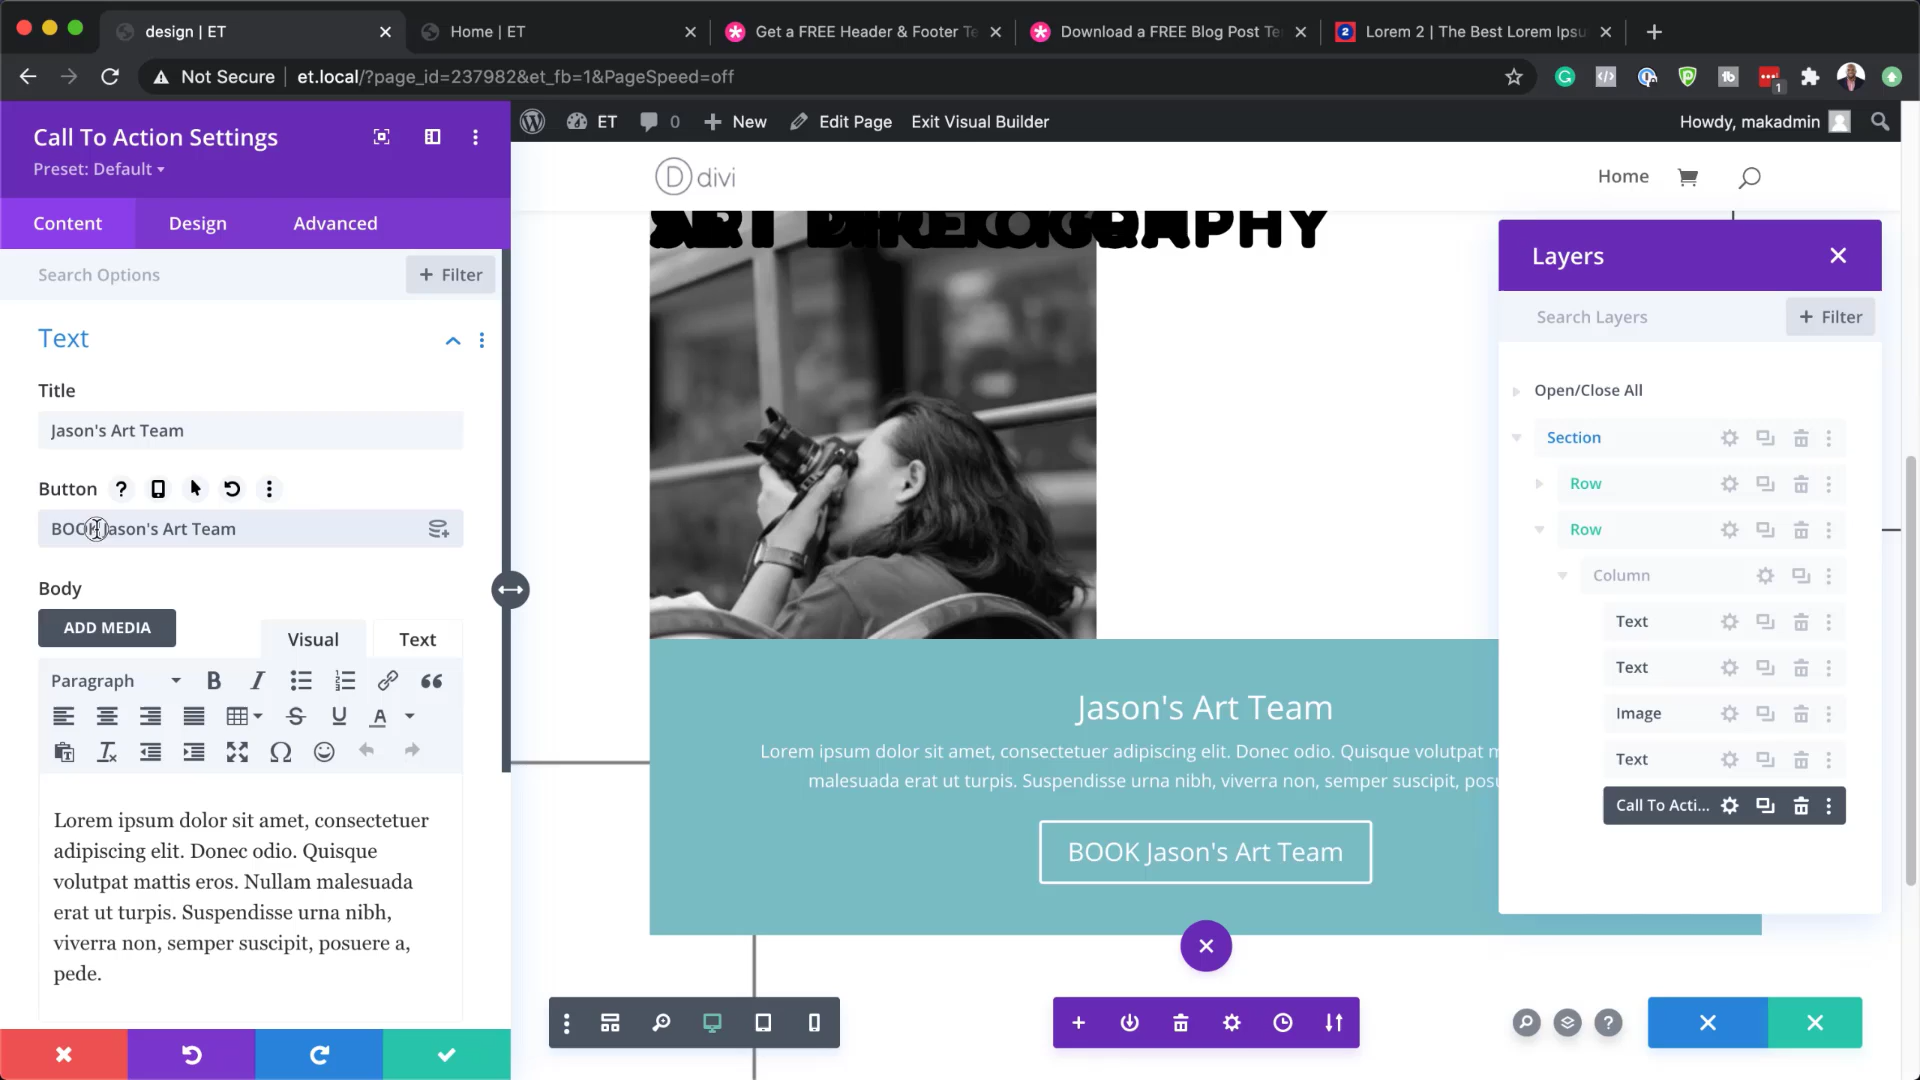 design | ET
Home | ET
Get a FREE Header & Footer Te
Download a FREE Blog Post Te
2
Lorem 2 | The Best Lorem Ipsu
Not Secure
et.local/?page_id=237982&et_fb=1&PageSpeed=off
1
Call To Action Settings
Preset: Default
Content
Design
Advanced
Search Options
+ Filter
Text
Title
Jason's Art Team
Button
BOOK Jason's Art Team
Body
ADD MEDIA
Visual
Text
Paragraph
Lorem ipsum dolor sit amet, consectetuer
adipiscing elit. Donec odio. Quisque
volutpat mattis eros. Nullam malesuada
erat ut turpis. Suspendisse urna nibh,
viverra non, semper suscipit, posuere a,
pede.
ET
0
New
Edit Page
Exit Visual Builder
Howdy, makadmin
D divi
Home
Jason's Art Team
Lorem ipsum dolor sit amet, consectetuer adipiscing elit. Donec odio. Quisque volutpat m
malesuada erat ut turpis. Suspendisse urna nibh, viverra non, semper suscipit, posu
BOOK Jason's Art Team
Layers
Search Layers
+ Filter
Open/Close All
Section
Row
Row
Column
Text
Text
Image
Text
Call To Acti...